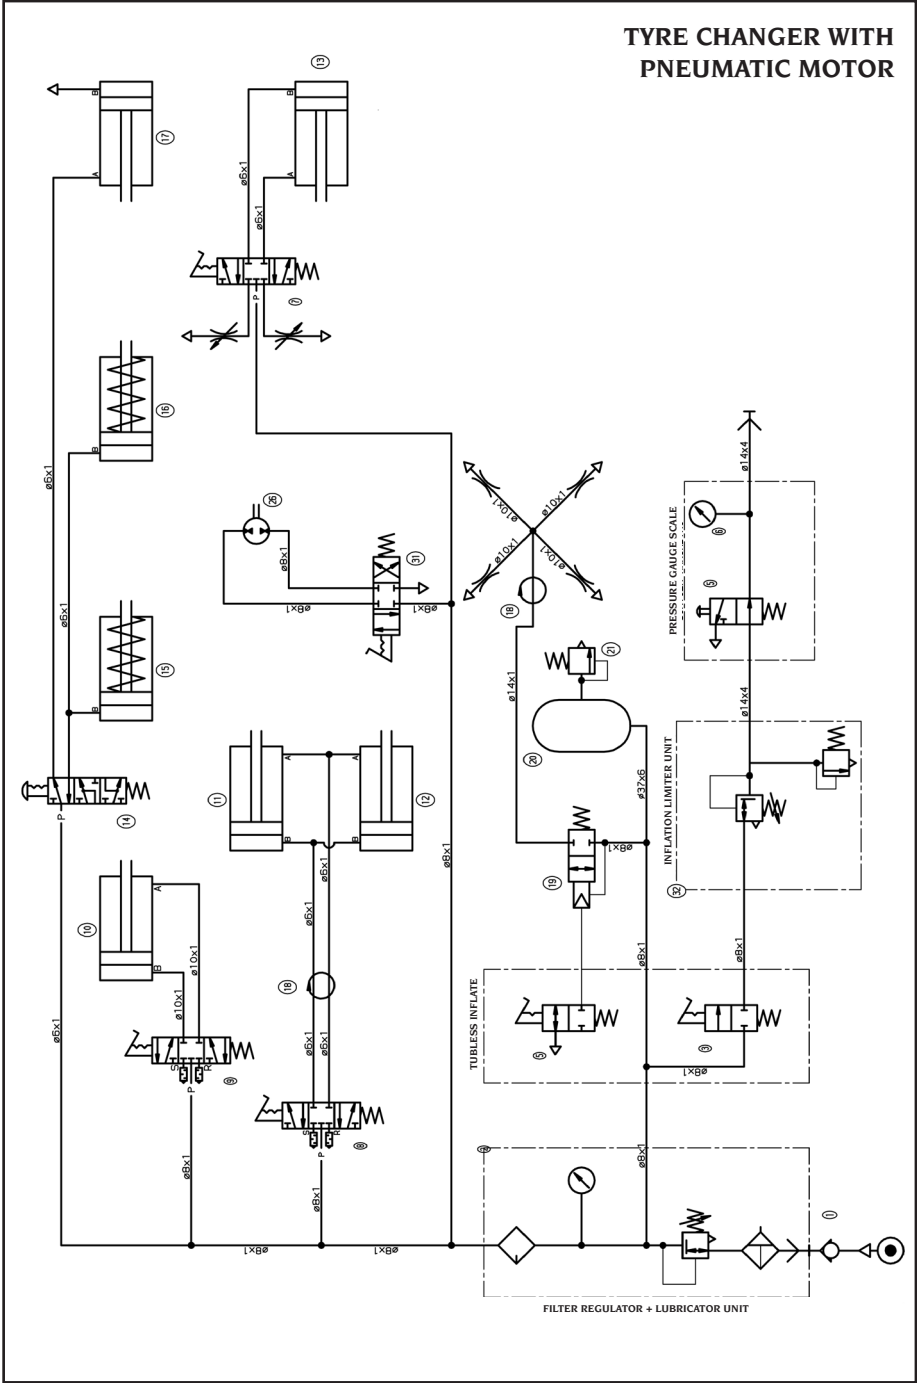 TYRE CHANGER WITH
PNEUMATIC MOTOR
13
B
B
17
A
A
ø6x1
ø6x1
P
7
16
B
ø6x1
ø14x4
26
ø10x1
ø10x1
ø8x1
31
ø10x1
ø10x1
PRESSURE GAUGE SCALE
6
5
ø8x1
ø8x1
18
ø6x1
15
B
21
ø14x1
ø14x4
20
INFLATION LIMITER UNIT
ø37x6
P
14
11
A
A
12
B
B
ø6x1
ø8x1
19
ø8x1
32
10
A
B
ø6x1
ø10x1
ø10x1
ø8x1
ø8x1
18
TUBLESS INFLATE
ø6x1
S
P
R
9
ø6x1
ø6x1
5
3
ø8x1
S
P
R
8
ø8x1
ø8x1
ø8x1
2
1
ø8x1
ø8x1
FILTER REGULATOR + LUBRICATOR UNIT